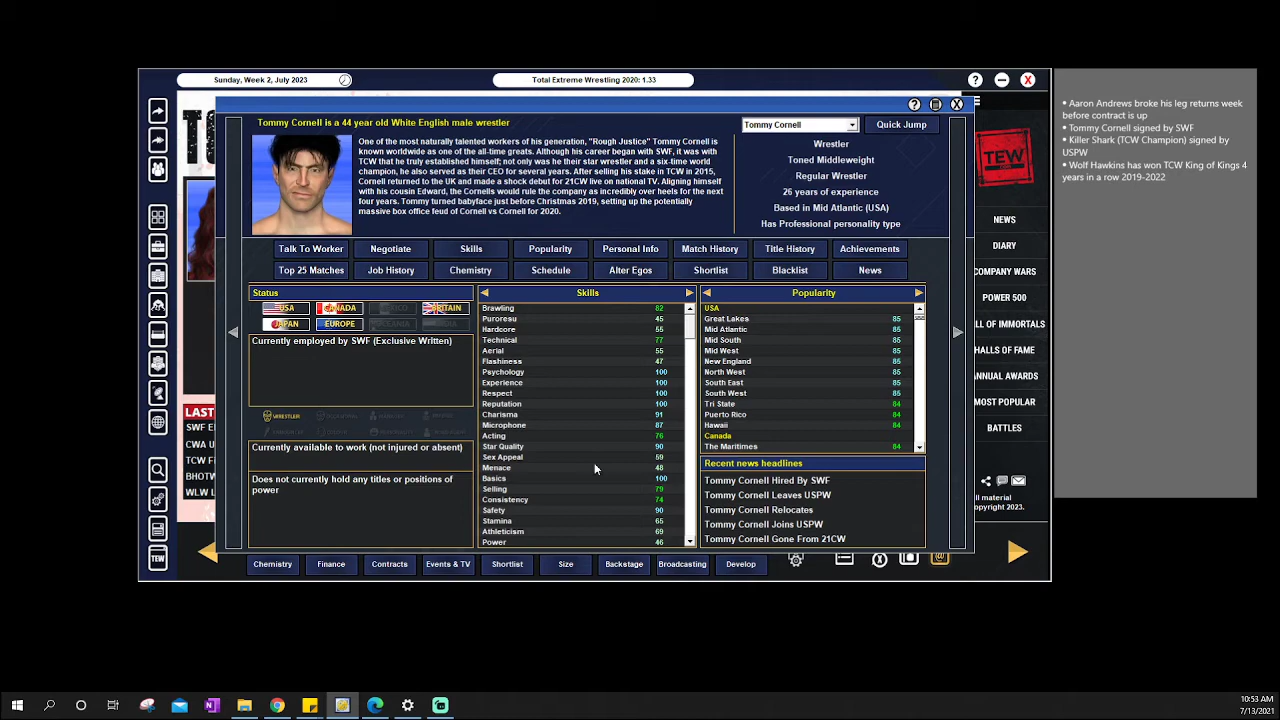 Sunday, Week 2, July 2023
Total Extreme Wrestling 2020: 1.33
Tommy Cornell is a 44 year old White English male wrestler
One of the most naturally talented workers of his generation, "Rough Justice" Tommy Cornell is
known worldwide as one of the all-time greats. Although his career began with SWF, it was with
TCW that he truly established himself; not only was he their star wrestler and a six-time world
champion, he also served as their CEO for several years. After selling his stake in TCW in 2015,
Cornell returned to the UK and made a shock debut for 21CW live on national TV. Aligning himself
with his cousin Edward, the Cornells would rule the company as incredibly over heels for the next
four years. Tommy turned babyface just before Christmas 2019, setting up the potentially
massive box office feud of Cornell vs Cornell for 2020.
Tommy Cornell
Quick Jump
Wrestler
Toned Middleweight
Regular Wrestler
26 years of experience
Based in Mid Atlantic (USA)
Has Professional personality type
Talk To Worker
Negotiate
Skills
Popularity
Personal Info
Match History
Title History
Achievements
Top 25 Matches
Job History
Chemistry
Schedule
Alter Egos
Shortlist
Blacklist
News
Status
USA
CANADA
BRITAIN
JAPAN
EUROPE
Currently employed by SWF (Exclusive Written)
WRESTLER
Currently available to work (not injured or absent)
Does not currently hold any titles or positions of
power
Skills
Brawling 82
Puroresu 45
Hardcore 55
Technical 77
Aerial 55
Flashiness 47
Psychology 100
Experience 100
Respect 100
Reputation 100
Charisma 91
Microphone 87
Acting 76
Star Quality 90
Sex Appeal 59
Menace 48
Basics 100
Selling 79
Consistency 74
Safety 90
Stamina 65
Athleticism 69
Power 46
Popularity
USA
Great Lakes 85
Mid Atlantic 85
Mid South 85
Mid West 85
New England 85
North West 85
South East 85
South West 85
Tri State 84
Puerto Rico 84
Hawaii 84
Canada
The Maritimes 84
Recent news headlines
Tommy Cornell Hired By SWF
Tommy Cornell Leaves USPW
Tommy Cornell Relocates
Tommy Cornell Joins USPW
Tommy Cornell Gone From 21CW
LAST
SWF E
CWA U
TCW F
BHOTW
WLW L
TEW
TEW
NEWS
DIARY
COMPANY WARS
POWER 500
LL OF IMMORTALS
HALLS OF FAME
ANNUAL AWARDS
MOST POPULAR
BATTLES
ll material
opyright 2023.
Chemistry
Finance
Contracts
Events & TV
Shortlist
Size
Backstage
Broadcasting
Develop
• Aaron Andrews broke his leg returns week
before contract is up
• Tommy Cornell signed by SWF
• Killer Shark (TCW Champion) signed by
USPW
• Wolf Hawkins has won TCW King of Kings 4
years in a row 2019-2022
10:53 AM
7/13/2021